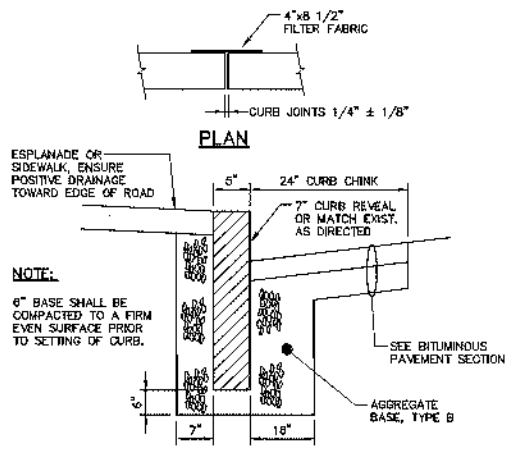 4"x8 1/2"
FILTER FABRIC
CURB JOINTS 1/4" ± 1/8"
PLAN
ESPLANADE OR
SIDEWALK, ENSURE
POSITIVE DRAINAGE
TOWARD EDGE OF ROAD
5"
24" CURB CHINK
7" CURB REVEAL
OR MATCH EXIST.
AS DIRECTED
NOTE:
6" BASE SHALL BE
COMPACTED TO A FIRM
EVEN SURFACE PRIOR
TO SETTING OF CURB.
SEE BITUMINOUS
PAVEMENT SECTION
6"
AGGREGATE
BASE, TYPE B
7"
18"